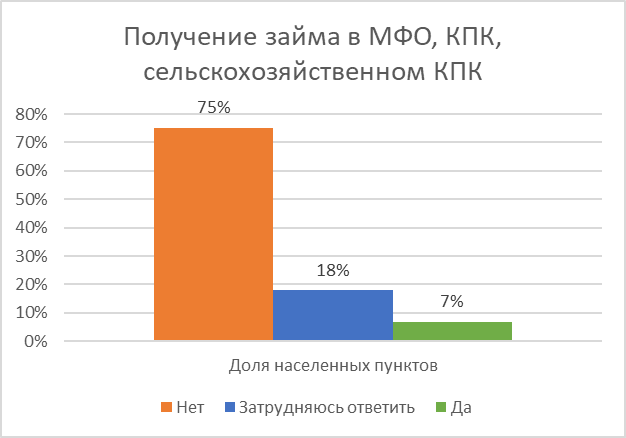 Получение займа в МФО, КПК,
сельскохозяйственном КПК
80%
70%
60%
50%
40%
30%
20%
10%
0%
75%
18%
7%
Доля населенных пунктов
Нет
Затрудняюсь ответить
Да